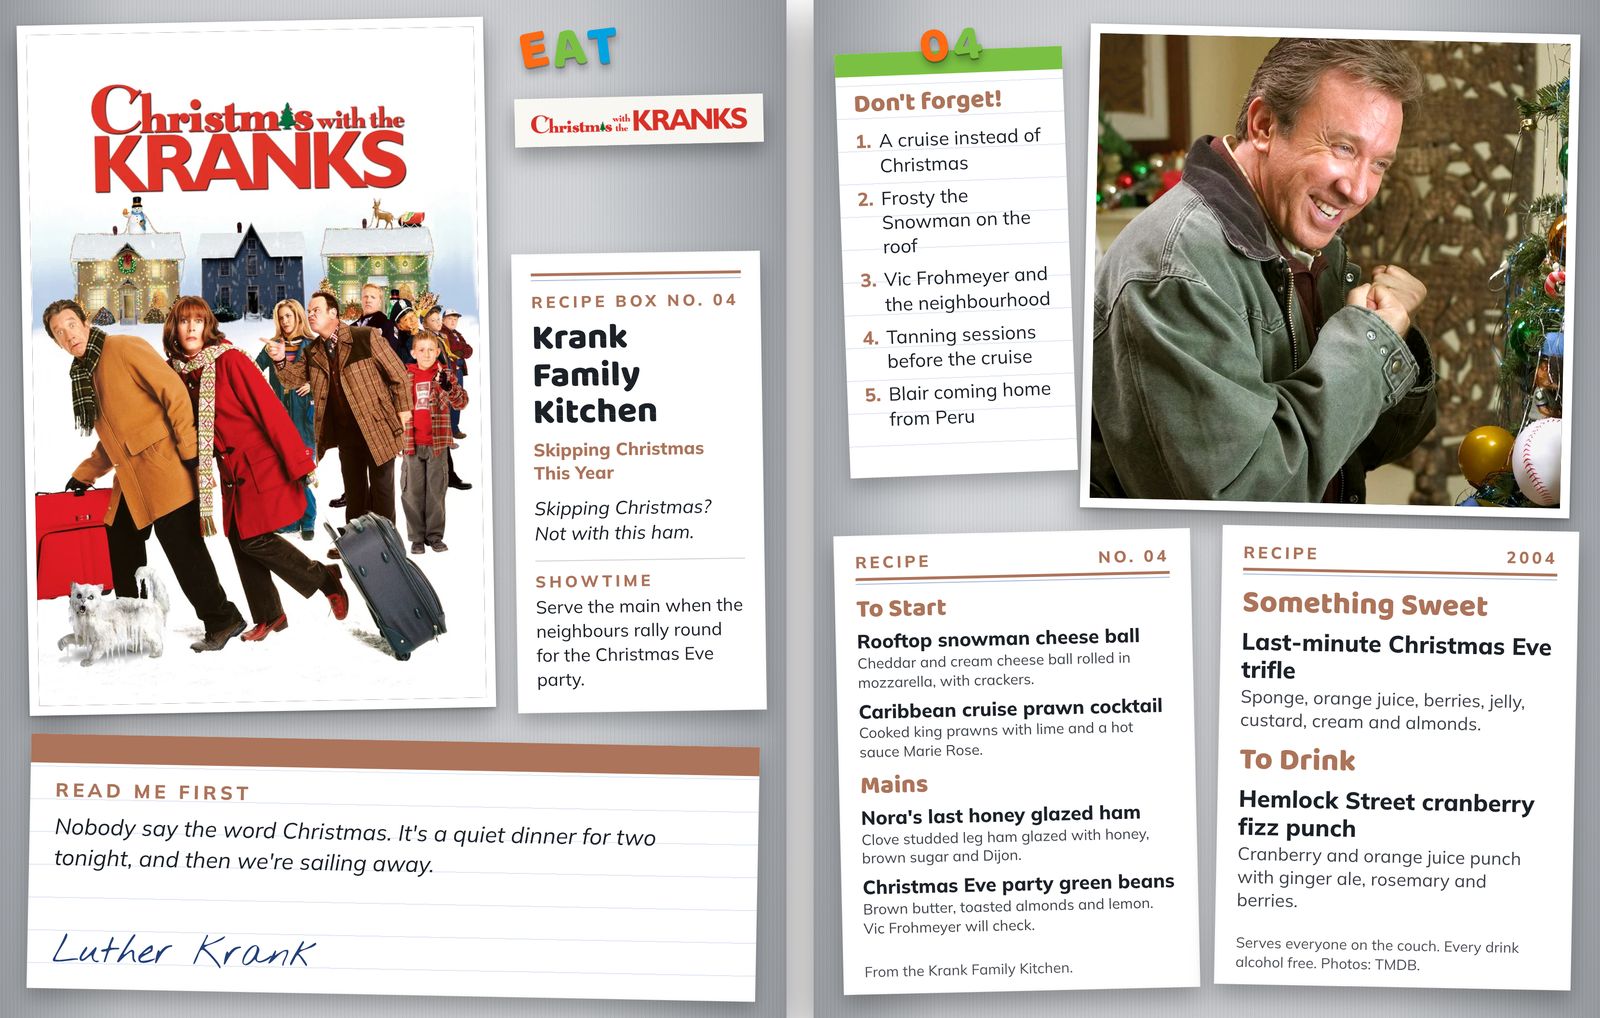 Christmas with the
KRANKS
EAT
Christmas with the KRANKS
RECIPE BOX NO. 04
Krank
Family
Kitchen
Skipping Christmas
This Year
Skipping Christmas?
Not with this ham.
SHOWTIME
Serve the main when the
neighbours rally round
for the Christmas Eve
party.
READ ME FIRST
Nobody say the word Christmas. It's a quiet dinner for two
tonight, and then we're sailing away.
Luther Krank
04
Don't forget!
1. A cruise instead of
Christmas
2. Frosty the
Snowman on the
roof
3. Vic Frohmeyer and
the neighbourhood
4. Tanning sessions
before the cruise
5. Blair coming home
from Peru
RECIPE NO. 04
To Start
Rooftop snowman cheese ball
Cheddar and cream cheese ball rolled in
mozzarella, with crackers.
Caribbean cruise prawn cocktail
Cooked king prawns with lime and a hot
sauce Marie Rose.
Mains
Nora's last honey glazed ham
Clove studded leg ham glazed with honey,
brown sugar and Dijon.
Christmas Eve party green beans
Brown butter, toasted almonds and lemon.
Vic Frohmeyer will check.
From the Krank Family Kitchen.
RECIPE 2004
Something Sweet
Last-minute Christmas Eve
trifle
Sponge, orange juice, berries, jelly,
custard, cream and almonds.
To Drink
Hemlock Street cranberry
fizz punch
Cranberry and orange juice punch
with ginger ale, rosemary and
berries.
Serves everyone on the couch. Every drink
alcohol free. Photos: TMDB.